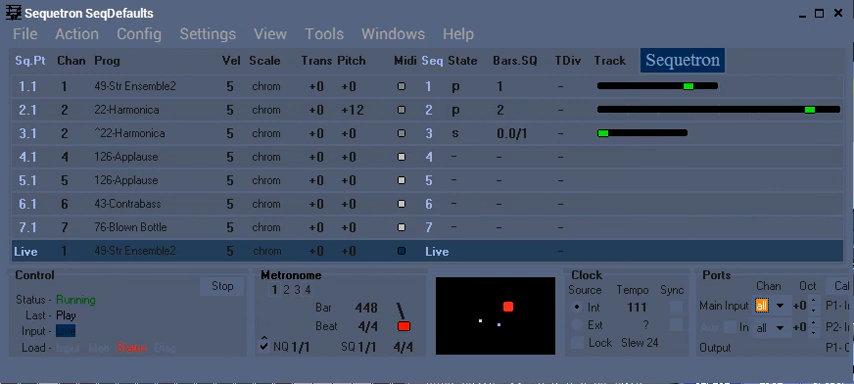 Sequetron SeqDefaults
File Action Config Settings View Tools Windows Help
Sq.Pt Chan Prog Vel Scale Trans Pitch Midi Seq State Bars.SQ TDiv Track Sequetron
1.1 1 49-Str Ensemble2 5 chrom +0 +0 1 p 1 -
2.1 2 22-Harmonica 5 chrom +0 +12 2 p 2 -
3.1 2 ^22-Harmonica 5 chrom +0 +0 3 s 0.0/1 -
4.1 4 126-Applause 5 chrom +0 +0 4 - -
5.1 5 126-Applause 5 chrom +0 +0 5 - -
6.1 6 43-Contrabass 5 chrom +0 +0 6 - -
7.1 7 76-Blown Bottle 5 chrom +0 +0 7 - -
Live 1 49-Str Ensemble2 5 chrom +0 +0 Live -
Control
Stop
Status - Running
Last - Play
Input -
Load - Input Status Disc
Metronome
1 2 3 4
Bar 448
Beat 4/4
NQ 1/1 SQ 1/1 4/4
Clock
Source Tempo Sync
Int 111
Ext ?
Lock Slew 24
Ports
Chan Oct Cal
Main Input all +0 P1- In
In all +0 P2- In
Output P1- O